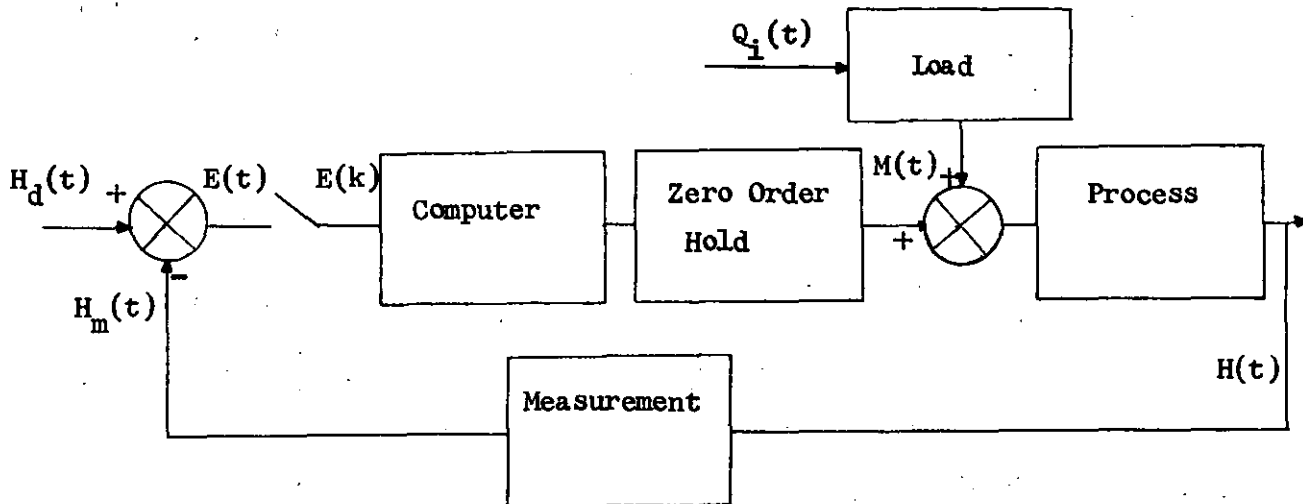 Q_i(t)
Load
H_d(t)
+
E(t)
E(k)
Computer
Zero Order
Hold
M(t)
+
+
Process
-
H_m(t)
Measurement
H(t)